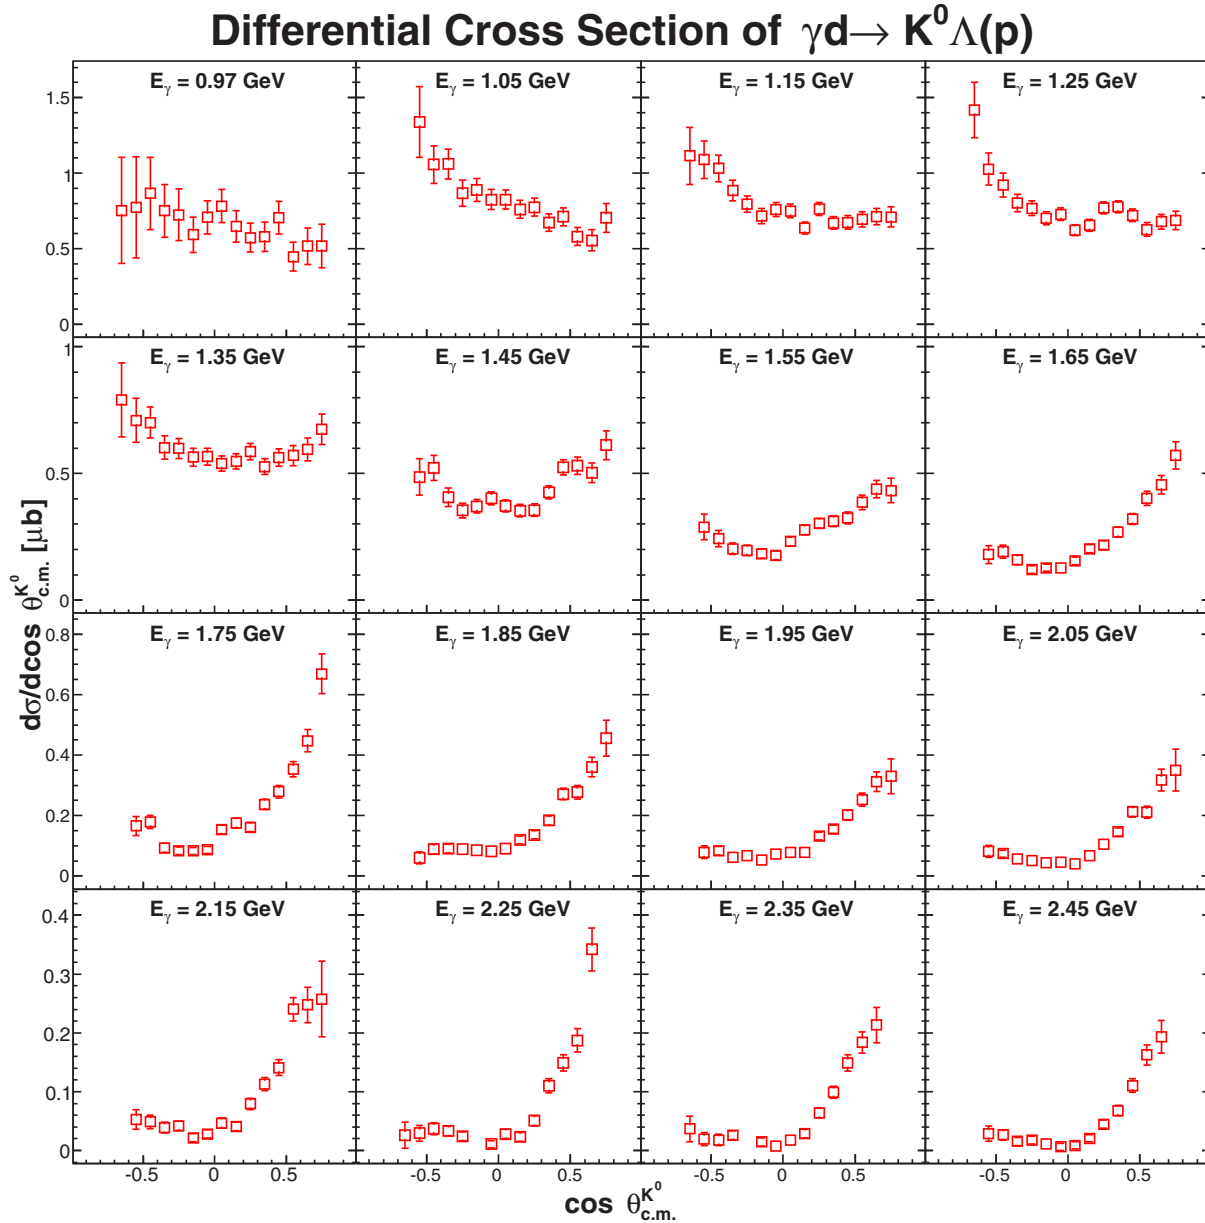 Differential Cross Section of γd→ K⁰Λ(p)
E_γ = 0.97 GeV
E_γ = 1.05 GeV
E_γ = 1.15 GeV
E_γ = 1.25 GeV
1.5
1
0.5
0
E_γ = 1.35 GeV
E_γ = 1.45 GeV
E_γ = 1.55 GeV
E_γ = 1.65 GeV
1
0.5
0
dσ/dcos θ_{c.m.}^{K⁰} [μb]
E_γ = 1.75 GeV
E_γ = 1.85 GeV
E_γ = 1.95 GeV
E_γ = 2.05 GeV
0.8
0.6
0.4
0.2
0
E_γ = 2.15 GeV
E_γ = 2.25 GeV
E_γ = 2.35 GeV
E_γ = 2.45 GeV
0.4
0.3
0.2
0.1
0
-0.5 0 0.5 -0.5 0 0.5 -0.5 0 0.5 -0.5 0 0.5
cos θ_{c.m.}^{K⁰}